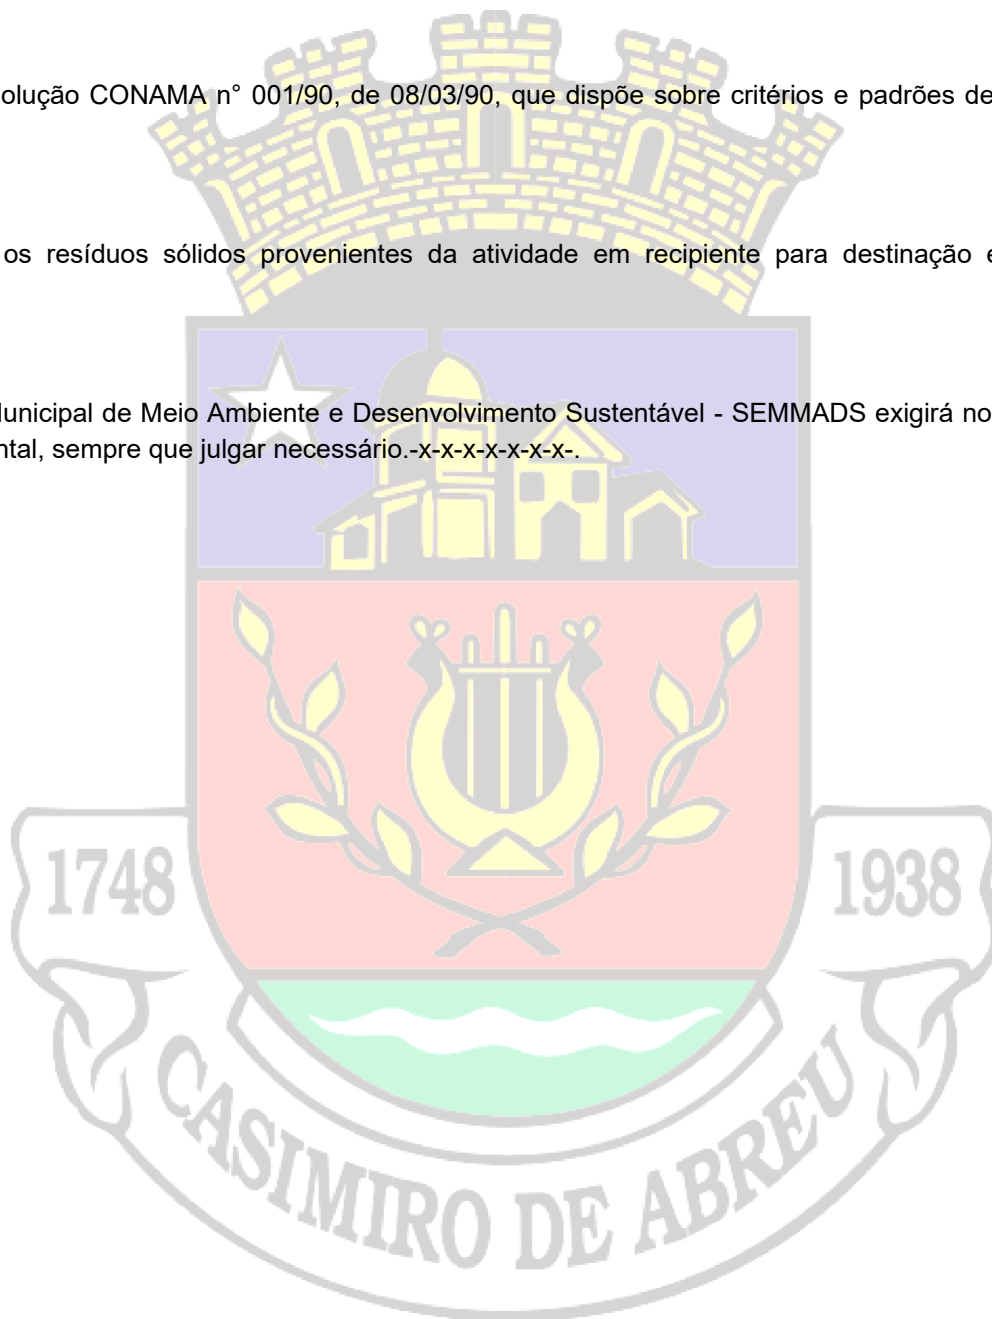 olução CONAMA n° 001/90, de 08/03/90, que dispõe sobre critérios e padrões de
os resíduos sólidos provenientes da atividade em recipiente para destinação
unicipal de Meio Ambiente e Desenvolvimento Sustentável - SEMMADS exigirá no
ntal, sempre que julgar necessário.-x-x-x-x-x-x-x-.
1748
1938
CASIMIRO DE ABREU